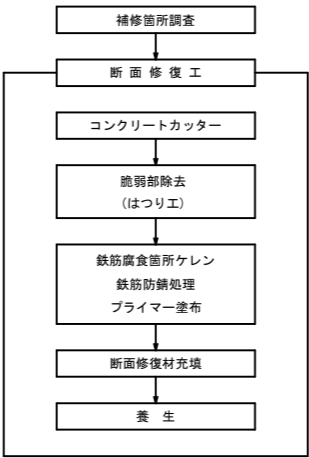 補修箇所調査
断 面 修 復 工
コンクリートカッター
脆弱部除去
(はつり工)
鉄筋腐食箇所ケレン
鉄筋防錆処理
プライマー塗布
断面修復材充填
養　生